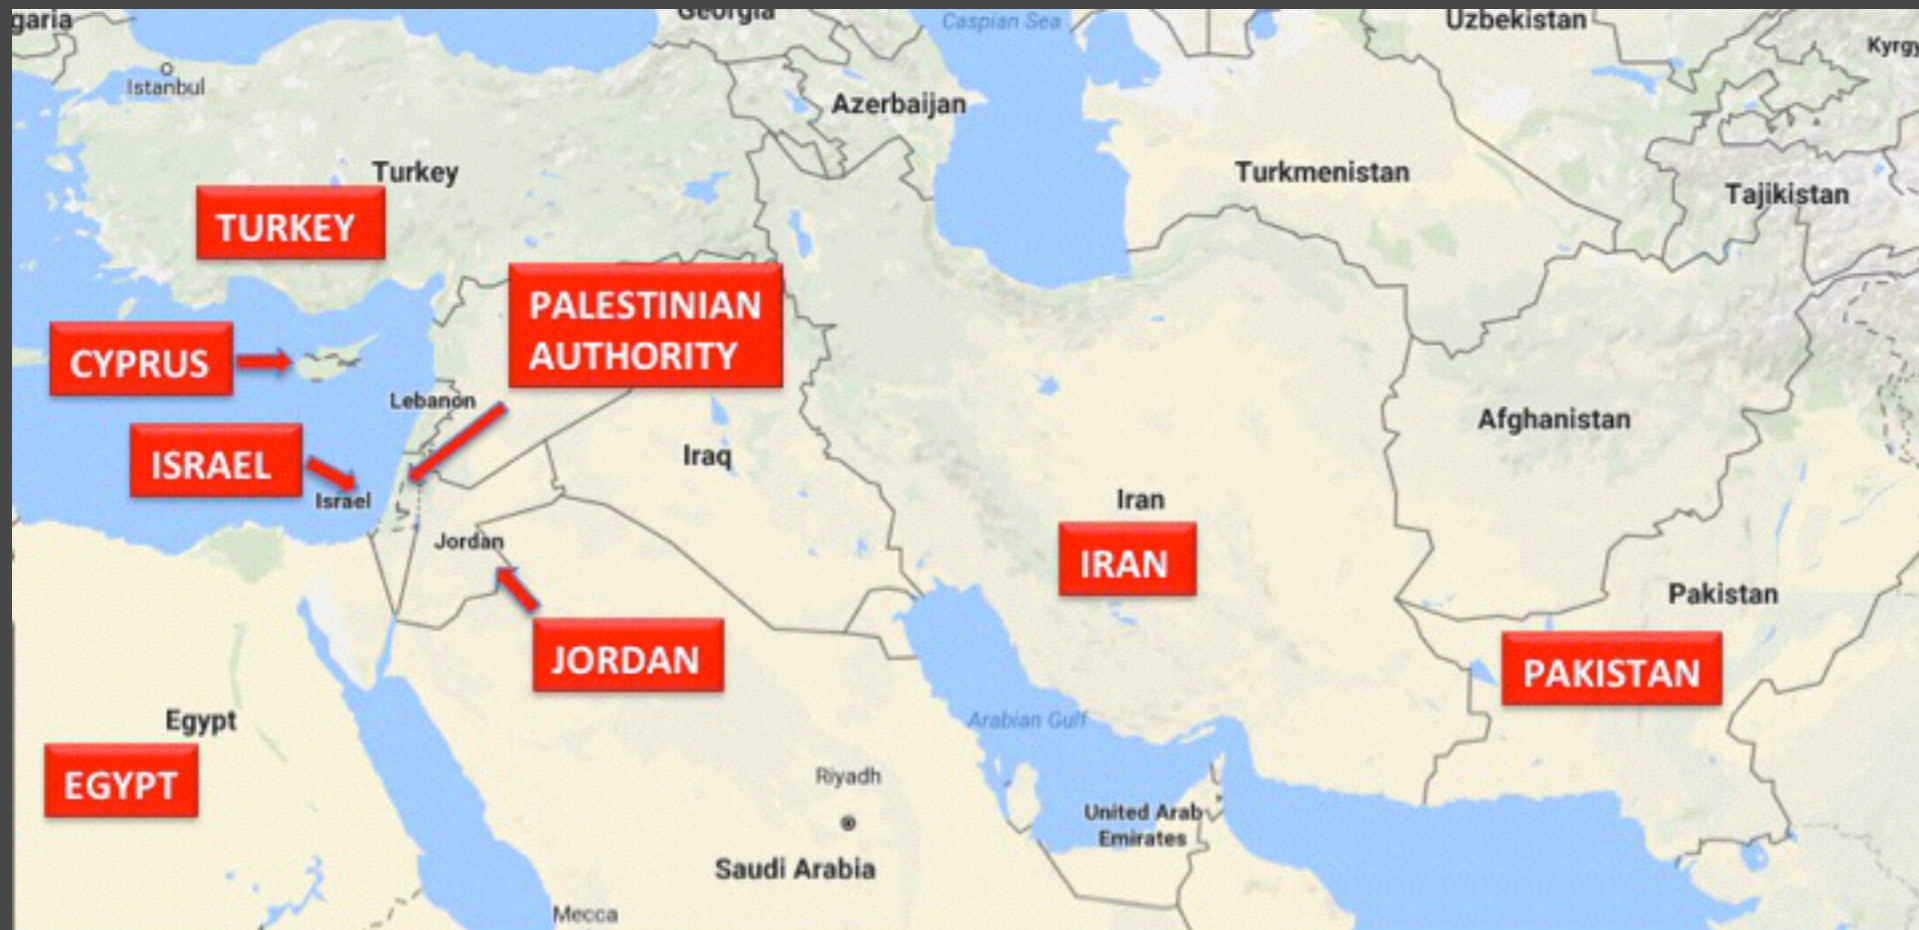 garia
Georgia
Caspian Sea
Uzbekistan
Kyrgy
Istanbul
Azerbaijan
Turkey
Turkmenistan
Tajikistan
TURKEY
PALESTINIAN
AUTHORITY
CYPRUS
Lebanon
Afghanistan
ISRAEL
Iraq
Israel
Iran
Jordan
IRAN
Pakistan
JORDAN
PAKISTAN
Egypt
Arabian Gulf
EGYPT
Riyadh
United Arab
Emirates
Saudi Arabia
Mecca